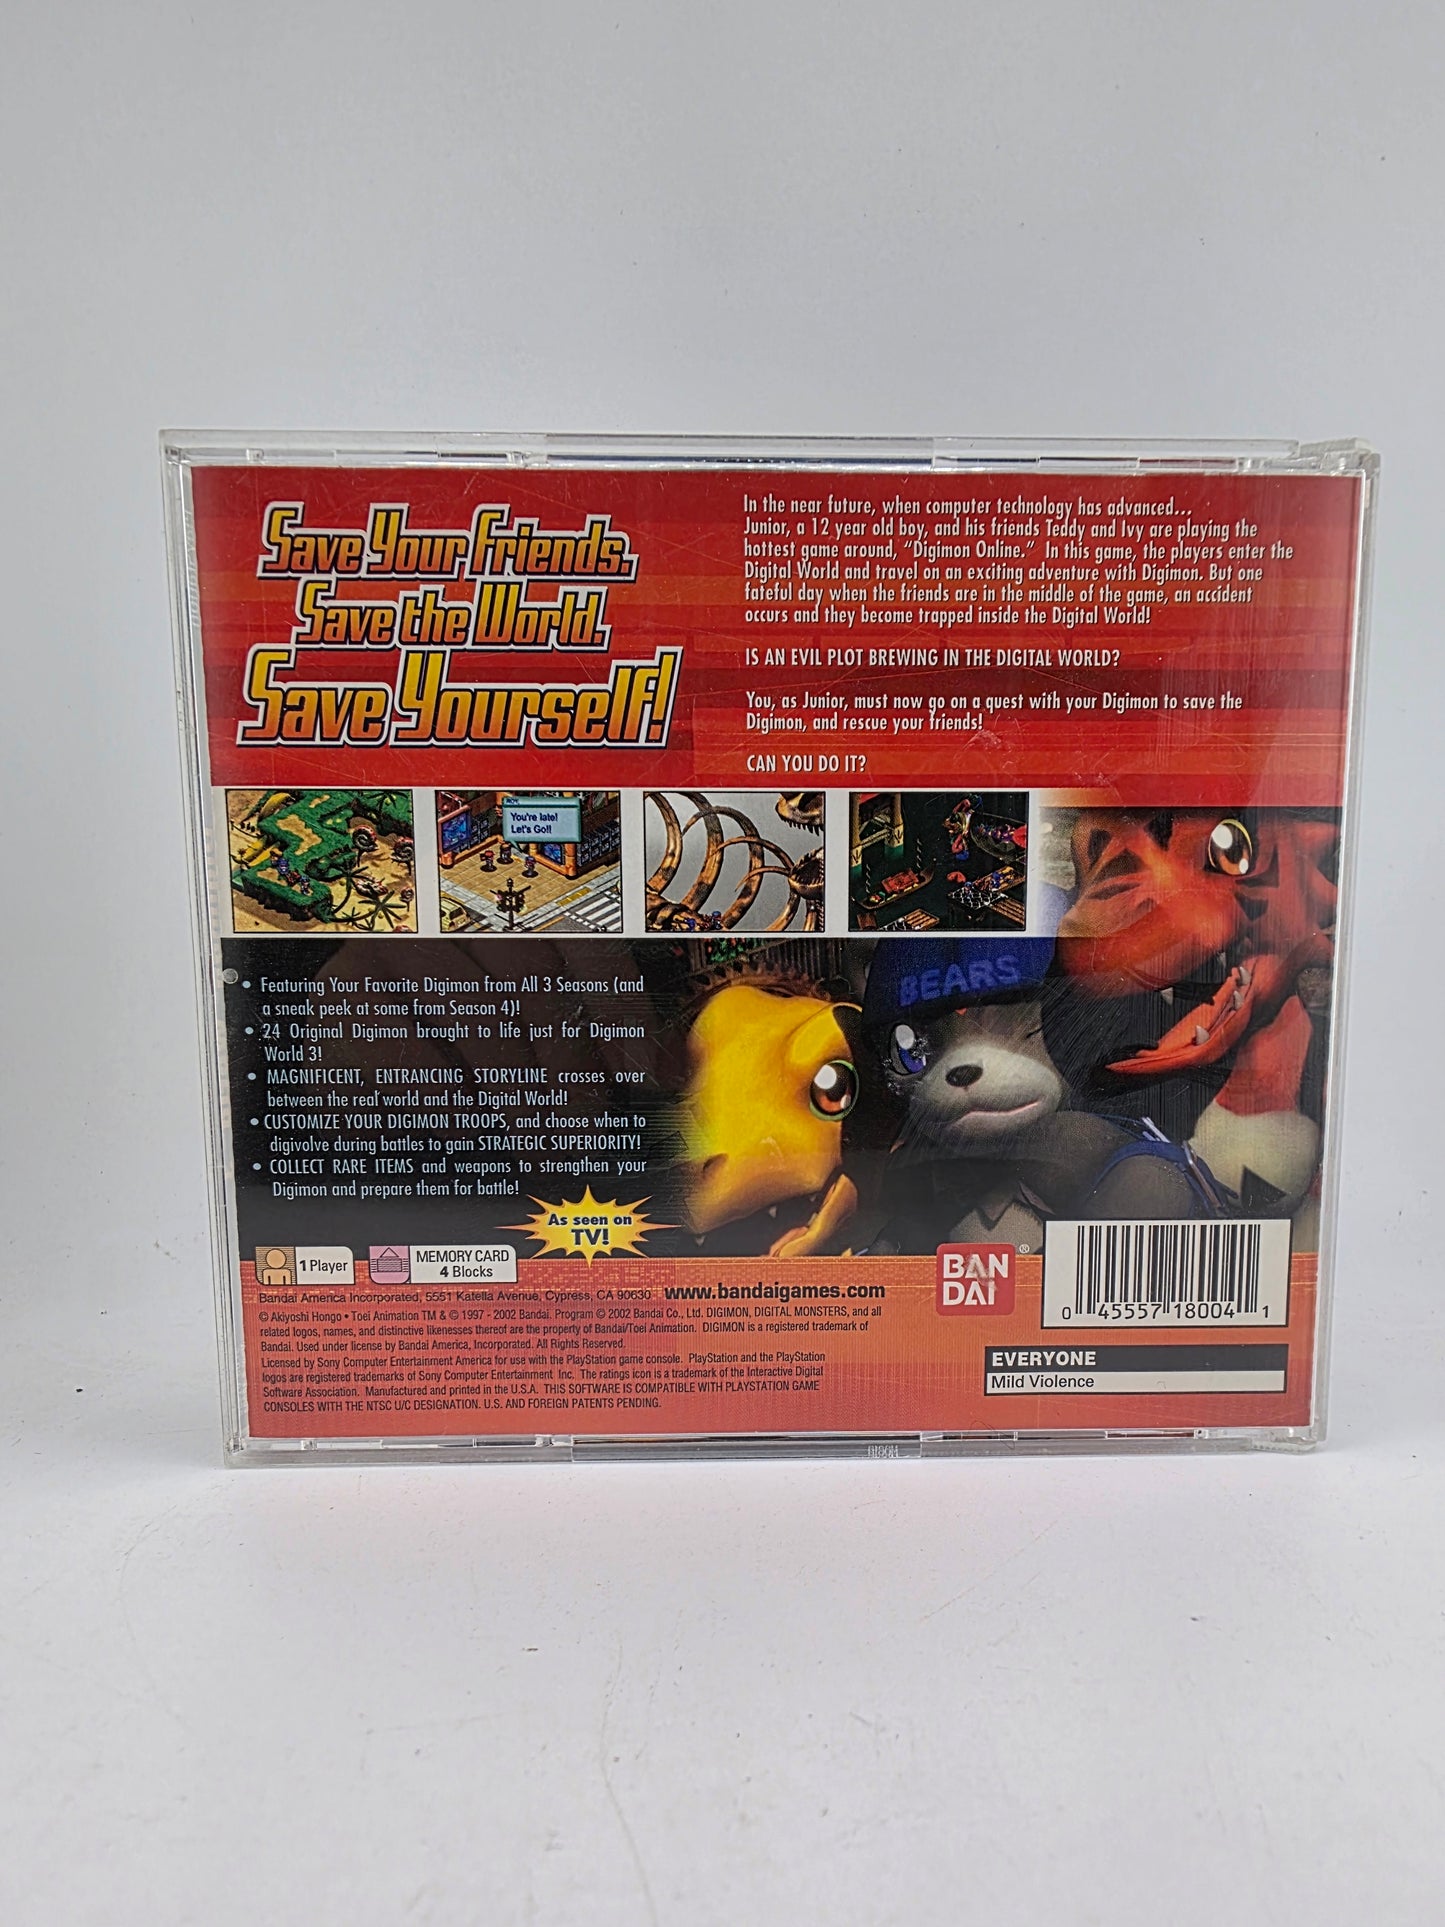 Save Your Friends.
Save the World.
Save Yourself!
In the near future, when computer technology has advanced...
Junior, a 12 year old boy, and his friends Teddy and Ivy are playing the
hottest game around, “Digimon Online.” In this game, the players enter the
Digital World and travel on an exciting adventure with Digimon. But one
fateful day when the friends are in the middle of the game, an accident
occurs and they become trapped inside the Digital World!
IS AN EVIL PLOT BREWING IN THE DIGITAL WORLD?
You, as Junior, must now go on a quest with your Digimon to save the
Digimon, and rescue your friends!
CAN YOU DO IT?
You're late!
Let's Go!!
BEARS
• Featuring Your Favorite Digimon from All 3 Seasons (and
a sneak peek at some from Season 4)!
• 24 Original Digimon brought to life just for Digimon
World 3!
• MAGNIFICENT, ENTRANCING STORYLINE crosses over
between the real world and the Digital World!
• CUSTOMIZE YOUR DIGIMON TROOPS, and choose when to
digivolve during battles to gain STRATEGIC SUPERIORITY!
• COLLECT RARE ITEMS and weapons to strengthen your
Digimon and prepare them for battle!
As seen on
TV!
1 Player
MEMORY CARD
4 Blocks
Bandai America Incorporated, 5551 Katella Avenue, Cypress, CA 90630
www.bandaigames.com
© Akiyoshi Hongo • Toei Animation TM & © 1997 - 2002 Bandai. Program © 2002 Bandai Co., Ltd. DIGIMON, DIGITAL MONSTERS, and all
related logos, names, and distinctive likenesses thereof are the property of Bandai/Toei Animation. DIGIMON is a registered trademark of
Bandai. Used under license by Bandai America, Incorporated. All Rights Reserved.
Licensed by Sony Computer Entertainment America for use with the PlayStation game console. PlayStation and the PlayStation
logos are registered trademarks of Sony Computer Entertainment Inc. The ratings icon is a trademark of the Interactive Digital
Software Association. Manufactured and printed in the U.S.A. THIS SOFTWARE IS COMPATIBLE WITH PLAYSTATION GAME
CONSOLES WITH THE NTSC U/C DESIGNATION. U.S. AND FOREIGN PATENTS PENDING.
BAN
DAI
®
0 45557 18004 1
EVERYONE
Mild Violence